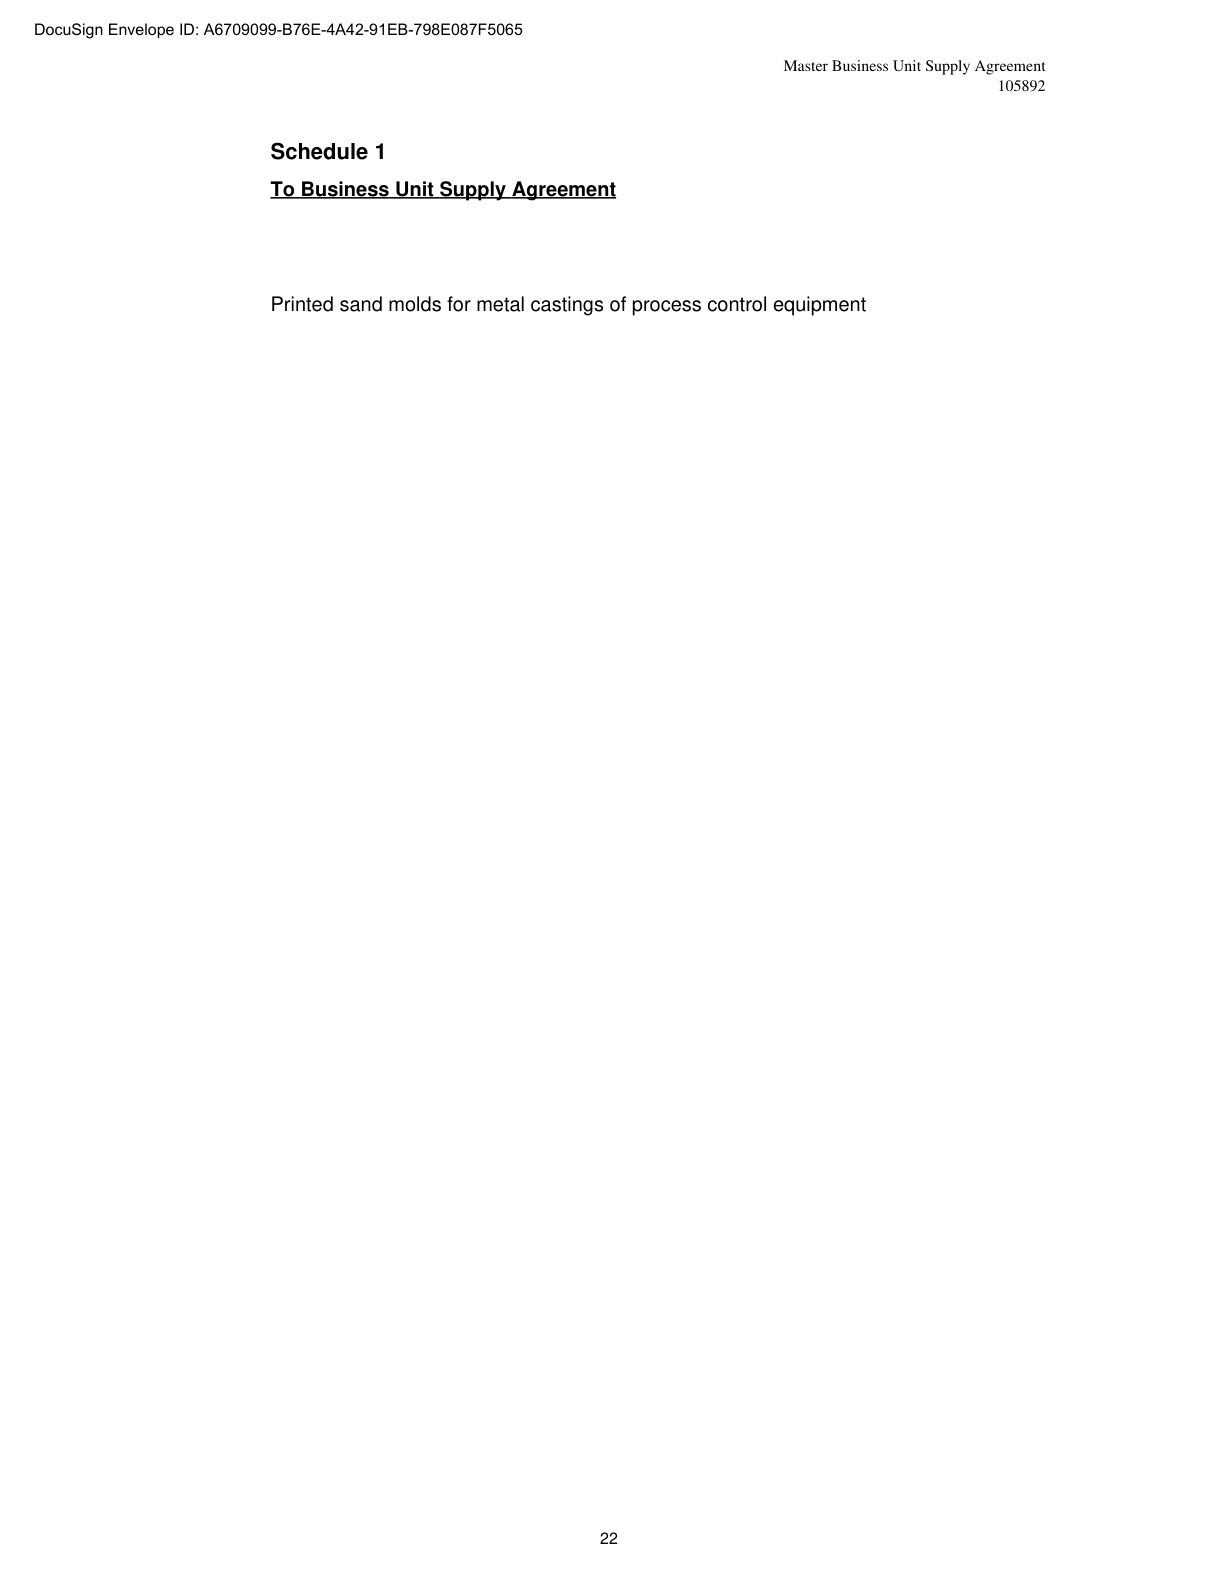 DocuSign Envelope ID: A6709099-B76E-4A42-91EB-798E087F5065
Master Business Unit Supply Agreement
105892
Schedule 1
To Business Unit Supply Agreement
Printed sand molds for metal castings of process control equipment
22